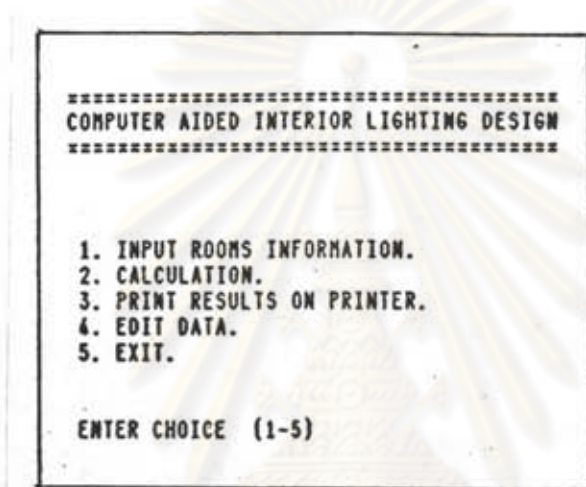 =======================================
COMPUTER AIDED INTERIOR LIGHTING DESIGN
=======================================
1. INPUT ROOMS INFORMATION.
2. CALCULATION.
3. PRINT RESULTS ON PRINTER.
4. EDIT DATA.
5. EXIT.
ENTER CHOICE (1-5)